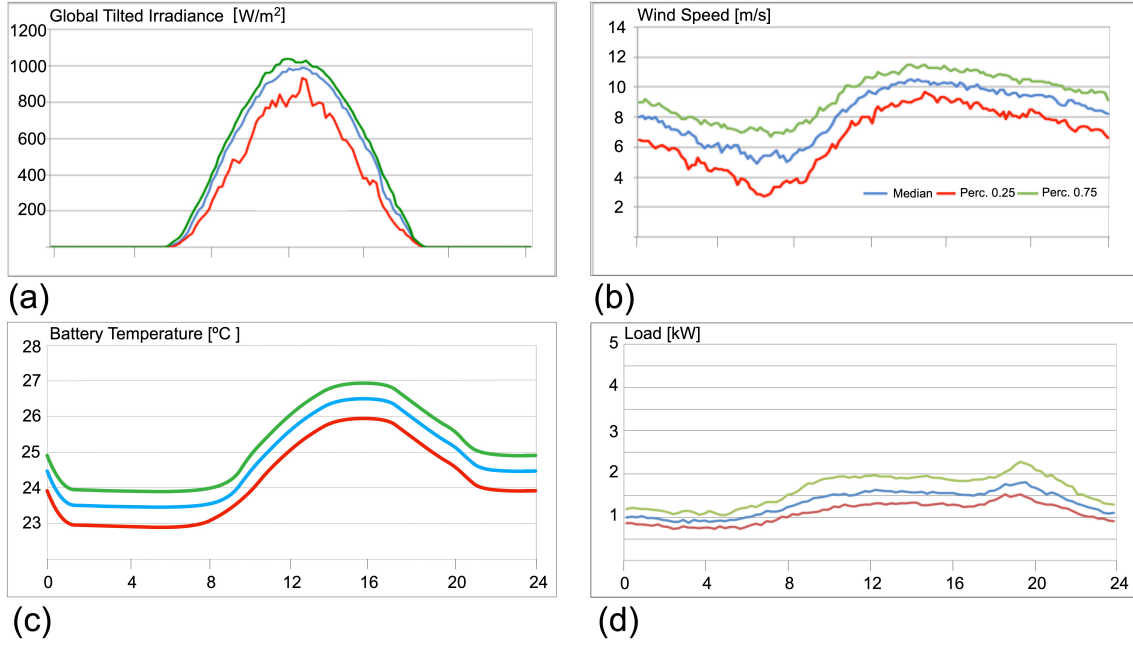 Global Tilted Irradiance [W/m²]
1200
1000
800
600
400
200
(a)
Wind Speed [m/s]
14
12
10
8
6
4
2
Median Perc. 0.25 Perc. 0.75
(b)
Battery Temperature [ºC ]
28
27
26
25
24
23
0 4 8 12 16 20 24
(c)
Load [kW]
5
4
3
2
1
0 4 8 12 16 20 24
(d)